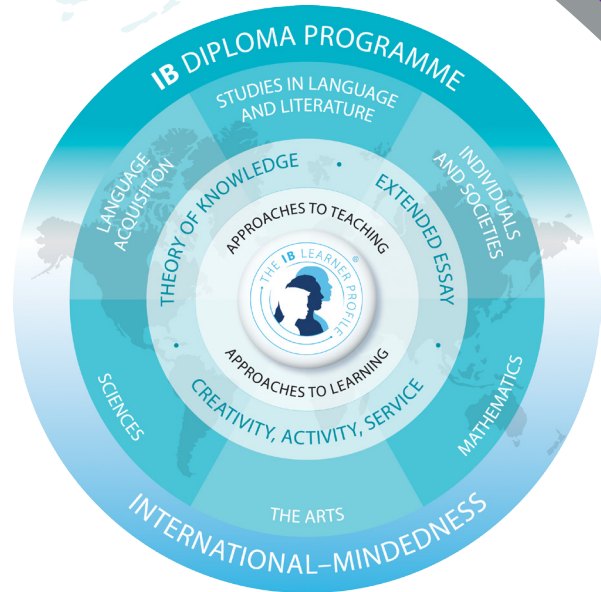 IB DIPLOMA PROGRAMME
STUDIES IN LANGUAGE
AND LITERATURE
LANGUAGE
ACQUISITION
INDIVIDUALS
AND SOCIETIES
THEORY OF KNOWLEDGE
•
EXTENDED ESSAY
APPROACHES TO TEACHING
THE IB LEARNER PROFILE
®
APPROACHES TO LEARNING
•
•
CREATIVITY, ACTIVITY, SERVICE
SCIENCES
MATHEMATICS
THE ARTS
INTERNATIONAL–MINDEDNESS